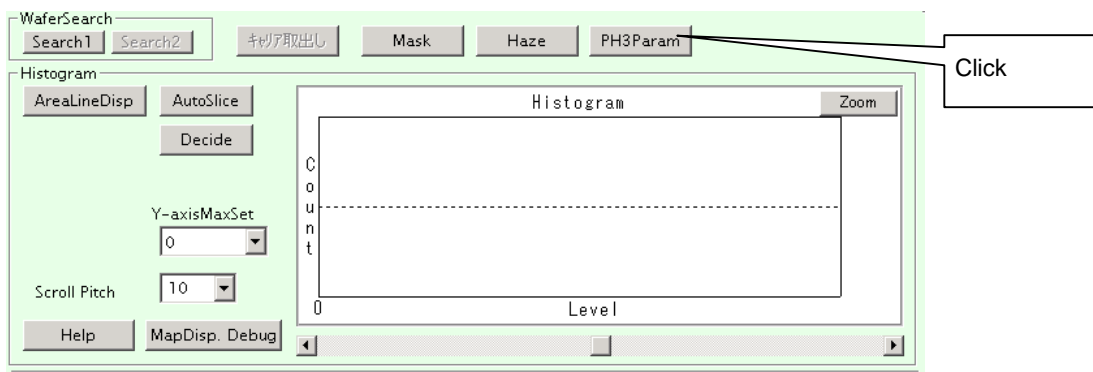 WaferSearch
Search1 Search2 キャリア取出し Mask Haze PH3Param
Click
Histogram
AreaLineDisp AutoSlice
Decide
Y-axisMaxSet
0
Scroll Pitch 10
Help MapDisp. Debug
Histogram Zoom
Count
0 Level